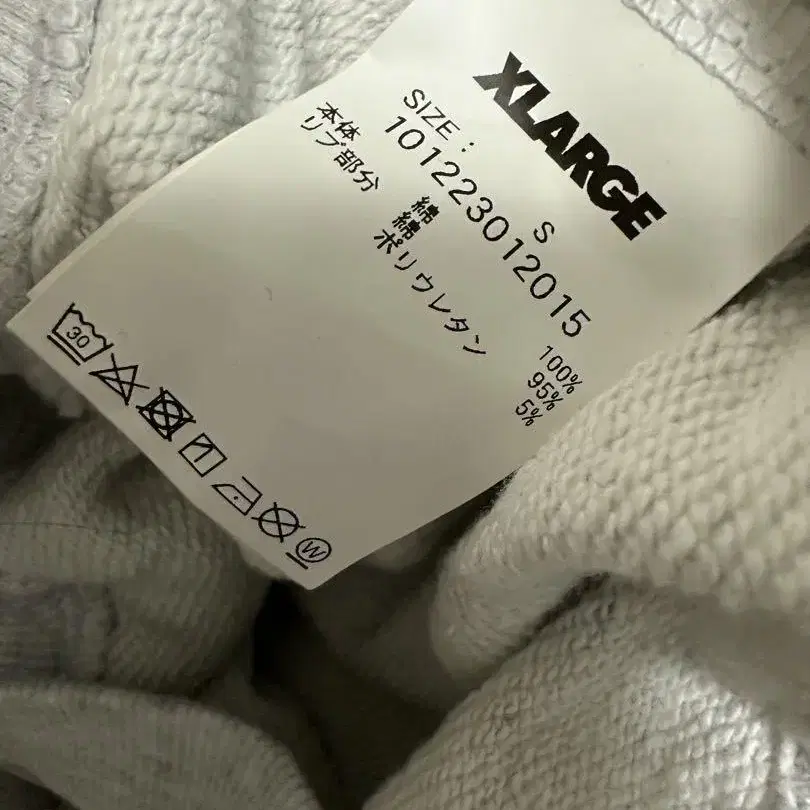 XLARGE
SIZE : S
101223012015
本体 綿 100%
リブ部分 綿 95%
ポリウレタン 5%
30
W